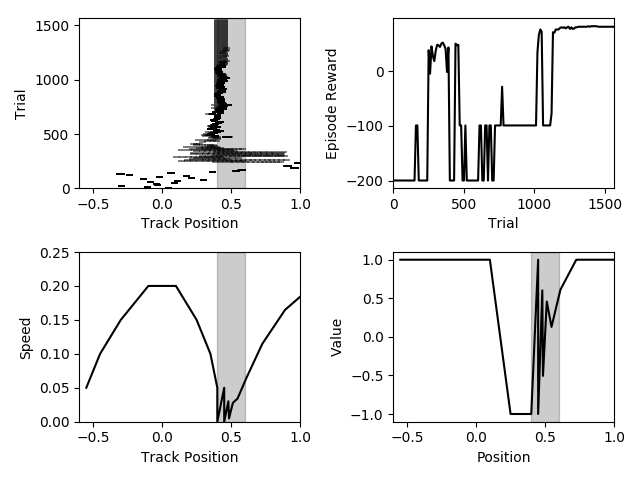 1500
1000
500
0
Trial
−0.5 0.0 0.5 1.0
Track Position
0
−100
−200
Episode Reward
0 500 1000 1500
Trial
0.25
0.20
0.15
0.10
0.05
0.00
Speed
−0.5 0.0 0.5 1.0
Track Position
1.0
0.5
0.0
−0.5
−1.0
Value
−0.5 0.0 0.5 1.0
Position